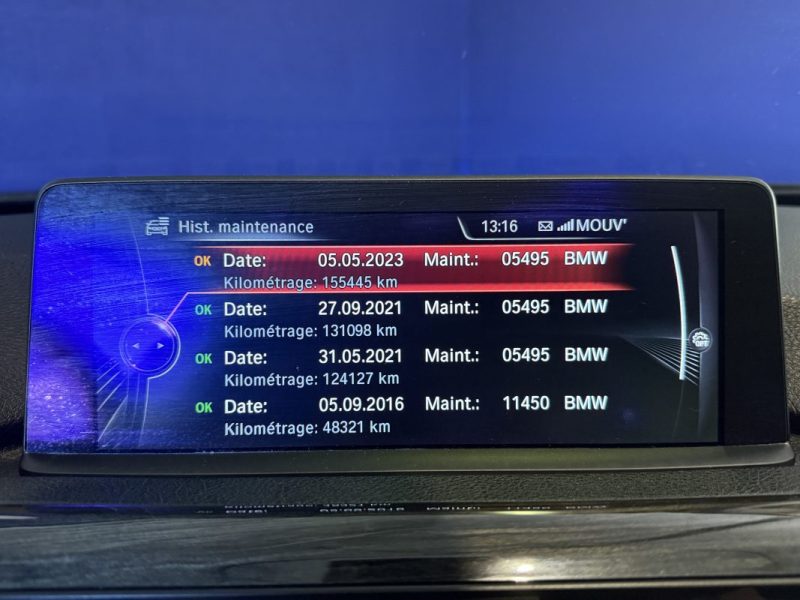 Hist. maintenance 13:16 MOUV'
OK Date: 05.05.2023 Maint.: 05495 BMW
Kilométrage: 155445 km
OK Date: 27.09.2021 Maint.: 05495 BMW
Kilométrage: 131098 km
OK Date: 31.05.2021 Maint.: 05495 BMW
Kilométrage: 124127 km
OK Date: 05.09.2016 Maint.: 11450 BMW
Kilométrage: 48321 km
OFF